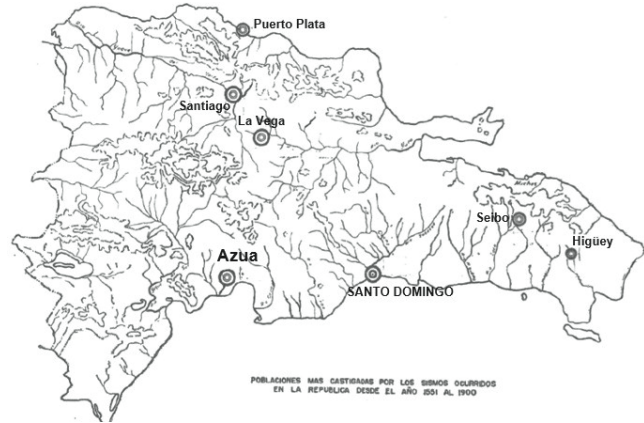 Puerto Plata
Santiago
La Vega
Seibo
Higüey
Azua
SANTO DOMINGO
POBLACIONES MAS CASTIGADAS POR LOS SISMOS OCURRIDOS
EN LA REPUBLICA DESDE EL AÑO 1551 AL 1900